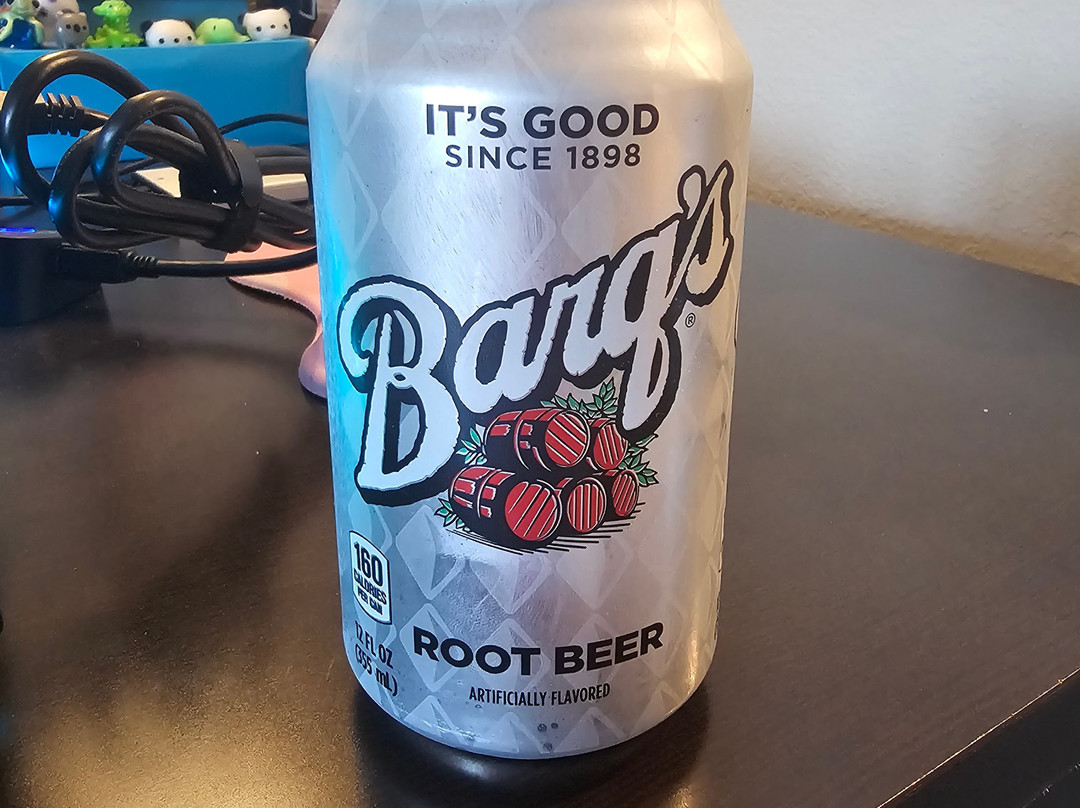 IT'S GOOD
SINCE 1898
Barq's®
160
CALORIES
PER CAN
12 FL OZ
(355 mL)
ROOT BEER
ARTIFICIALLY FLAVORED